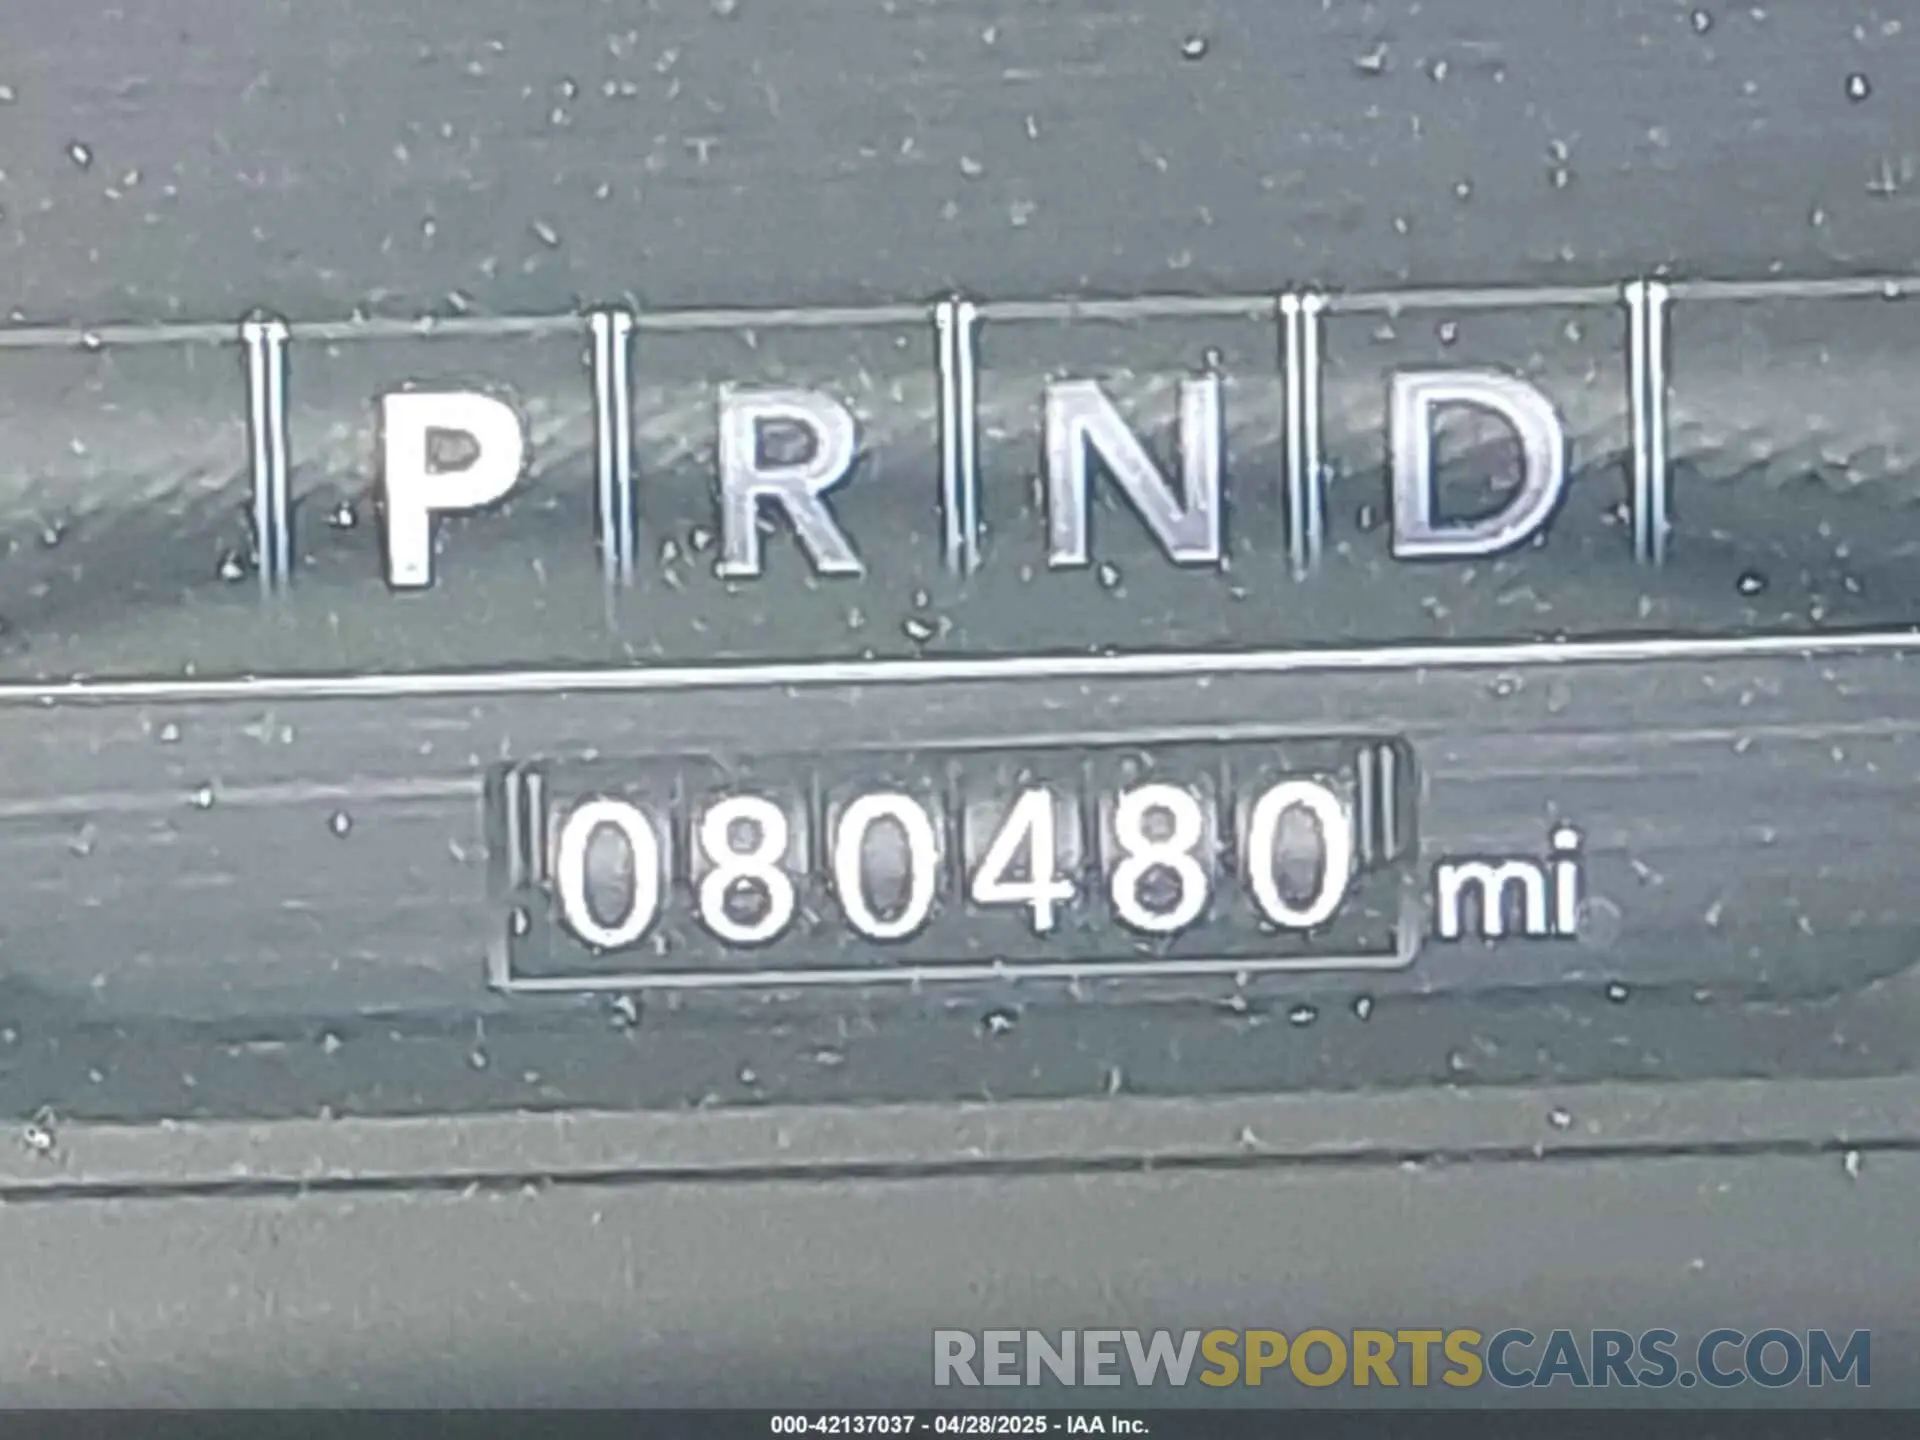 P R N D
080480 mi
RENEWSPORTSCARS.COM
000-42137037 - 04/28/2025 - IAA Inc.